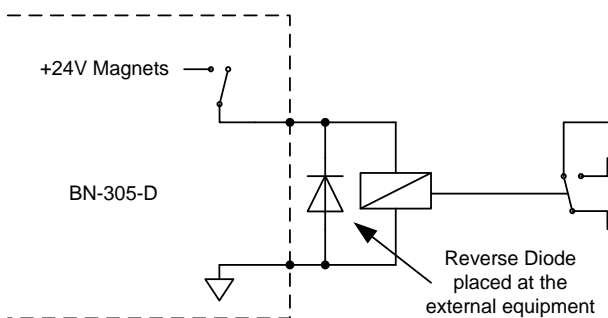 +24V Magnets
BN-305-D
Reverse Diode
placed at the
external equipment